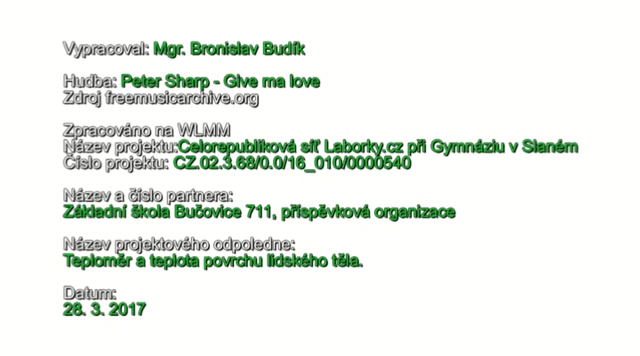 Vypracoval: Mgr. Bronislav Budík
Hudba: Peter Sharp - Give ma love
Zdroj freemusicarchive.org
Zpracováno na WLMM
Název projektu:Celorepubliková síť Laborky.cz při Gymnáziu v Slaném
Číslo projektu: CZ.02.3.68/0.0/16_010/0000540
Název a číslo partnera:
Základní škola Bučovice 711, příspěvková organizace
Název projektového odpoledne:
Teploměr a teplota povrchu lidského těla.
Datum:
28. 3. 2017